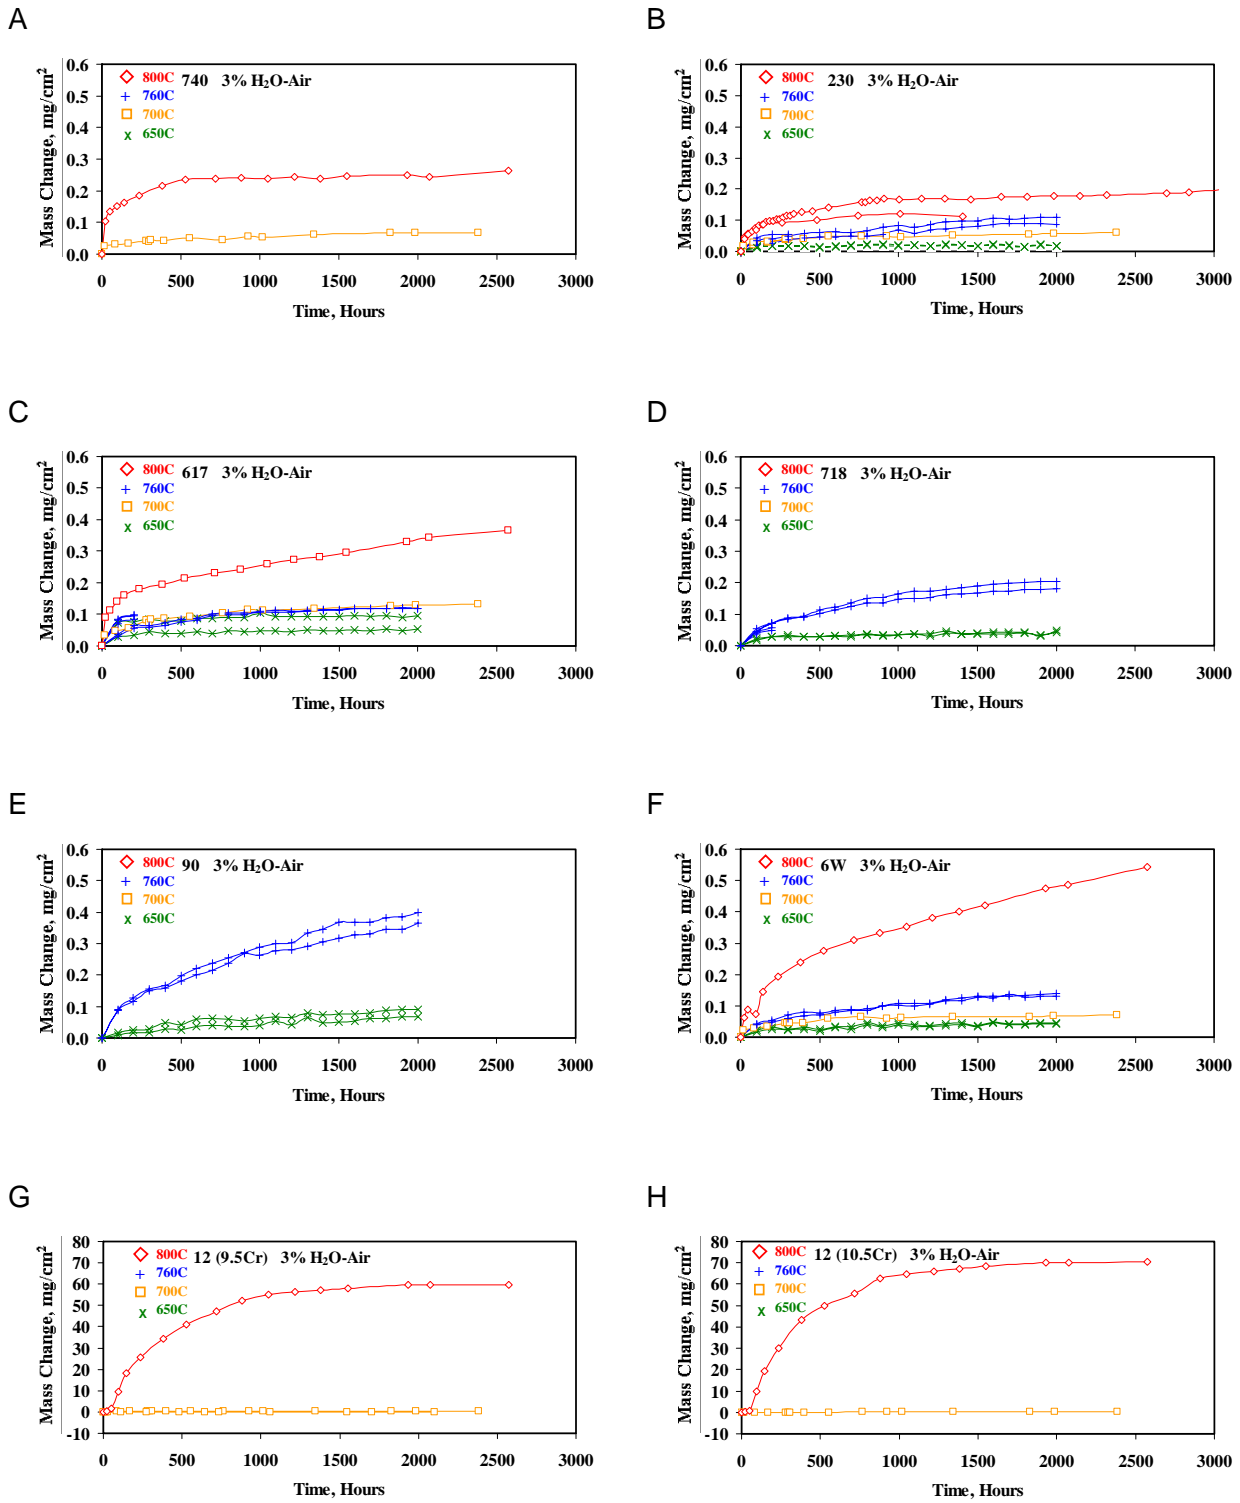 A
Mass Change, mg/cm²
0.6
0.5
0.4
0.3
0.2
0.1
0.0
800C 740 3% H₂O-Air
760C
700C
650C
0 500 1000 1500 2000 2500 3000
Time, Hours
B
Mass Change, mg/cm²
0.6
0.5
0.4
0.3
0.2
0.1
0.0
800C 230 3% H₂O-Air
760C
700C
650C
0 500 1000 1500 2000 2500 3000
Time, Hours
C
Mass Change, mg/cm²
0.6
0.5
0.4
0.3
0.2
0.1
0.0
800C 617 3% H₂O-Air
760C
700C
650C
0 500 1000 1500 2000 2500 3000
Time, Hours
D
Mass Change, mg/cm²
0.6
0.5
0.4
0.3
0.2
0.1
0.0
800C 718 3% H₂O-Air
760C
700C
650C
0 500 1000 1500 2000 2500 3000
Time, Hours
E
Mass Change, mg/cm²
0.6
0.5
0.4
0.3
0.2
0.1
0.0
800C 90 3% H₂O-Air
760C
700C
650C
0 500 1000 1500 2000 2500 3000
Time, Hours
F
Mass Change, mg/cm²
0.6
0.5
0.4
0.3
0.2
0.1
0.0
800C 6W 3% H₂O-Air
760C
700C
650C
0 500 1000 1500 2000 2500 3000
Time, Hours
G
Mass Change, mg/cm²
80
70
60
50
40
30
20
10
0
-10
800C 12 (9.5Cr) 3% H₂O-Air
760C
700C
650C
0 500 1000 1500 2000 2500 3000
Time, Hours
H
Mass Change, mg/cm²
80
70
60
50
40
30
20
10
0
-10
800C 12 (10.5Cr) 3% H₂O-Air
760C
700C
650C
0 500 1000 1500 2000 2500 3000
Time, Hours